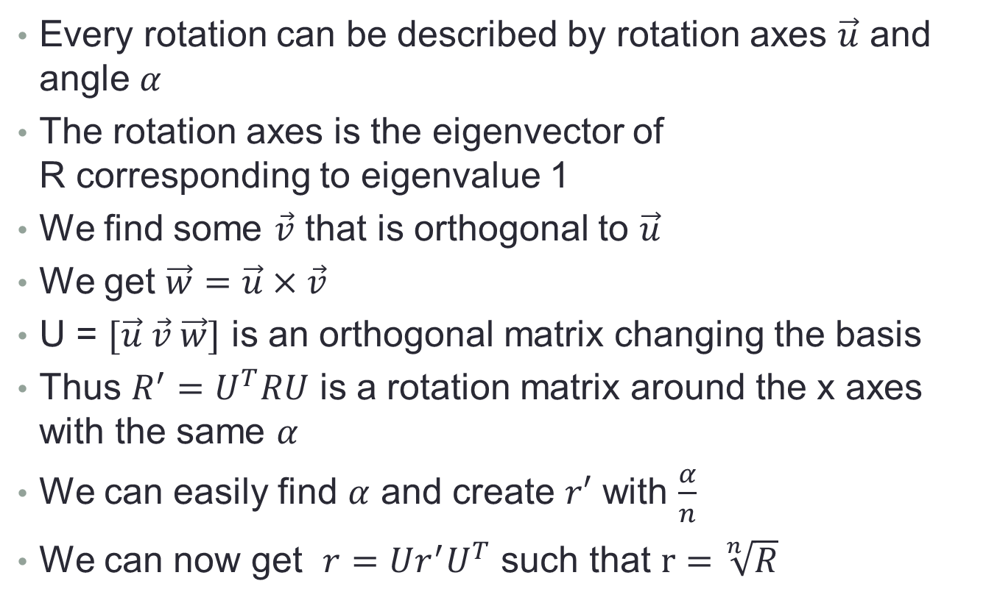 • Every rotation can be described by rotation axes $\vec{u}$ and
angle $\alpha$
• The rotation axes is the eigenvector of
R corresponding to eigenvalue 1
• We find some $\vec{v}$ that is orthogonal to $\vec{u}$
• We get $\vec{w} = \vec{u} \times \vec{v}$
• U = $[\vec{u}\ \vec{v}\ \vec{w}]$ is an orthogonal matrix changing the basis
• Thus $R' = U^T RU$ is a rotation matrix around the x axes
with the same $\alpha$
• We can easily find $\alpha$ and create $r'$ with $\frac{\alpha}{n}$
• We can now get $r = Ur'U^T$ such that r = $\sqrt[n]{R}$